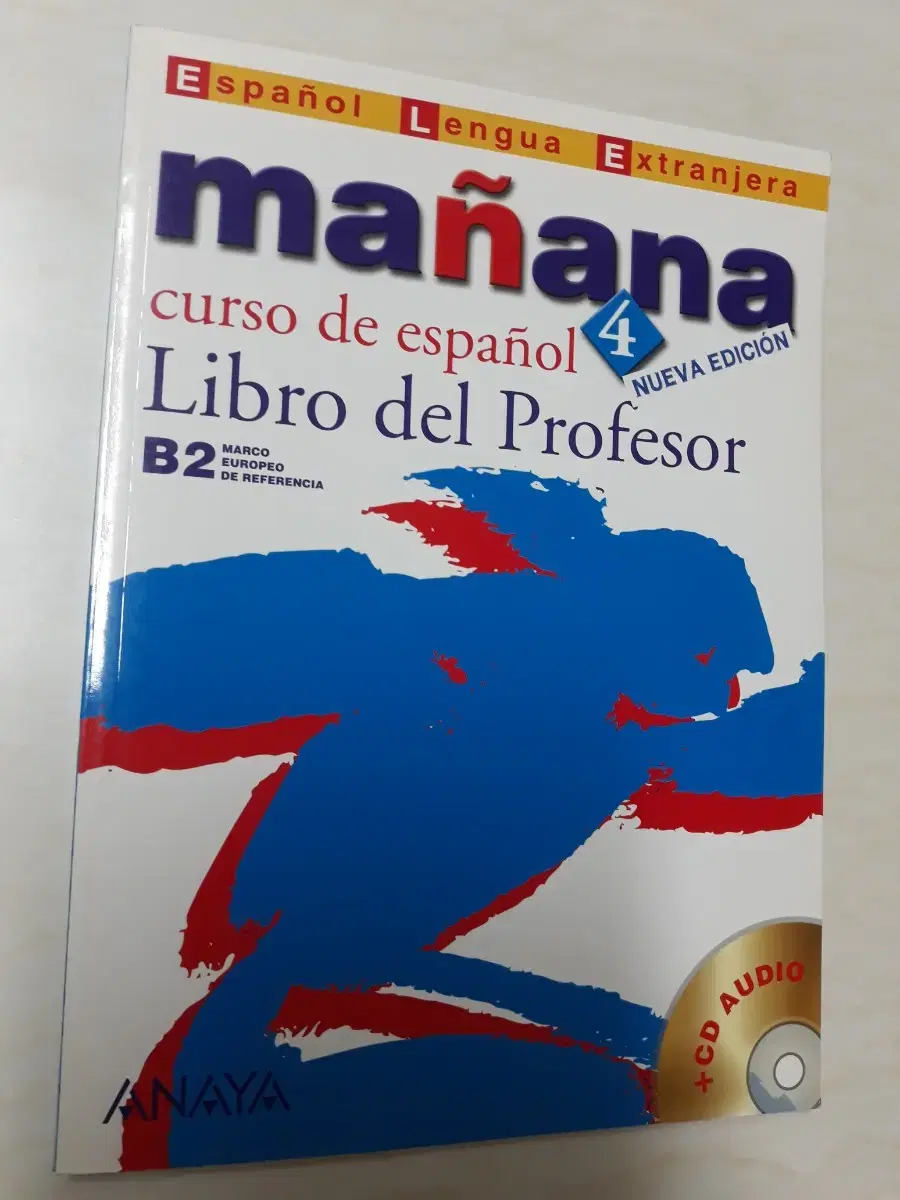 Español Lengua Extranjera
mañana
curso de español 4
NUEVA EDICIÓN
Libro del Profesor
B2 MARCO
EUROPEO
DE REFERENCIA
+CD AUDIO
ANAYA